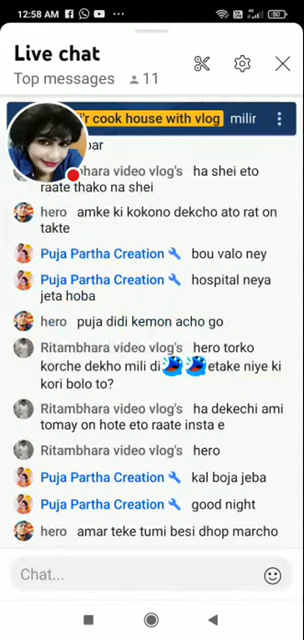 12:58 AM
60
Live chat
Top messages 11
i'r cook house with vlog milir
bar
bhara video vlog's ha shei eto
raate thako na shei
hero amke ki kokono dekcho ato rat on
takte
Puja Partha Creation bou valo ney
Puja Partha Creation hospital neya
jeta hoba
hero puja didi kemon acho go
Ritambhara video vlog's hero torko
korche dekho mili di etake niye ki
kori bolo to?
Ritambhara video vlog's ha dekechi ami
tomay on hote eto raate insta e
Ritambhara video vlog's hero
Puja Partha Creation kal boja jeba
Puja Partha Creation good night
hero amar teke tumi besi dhop marcho
Chat...